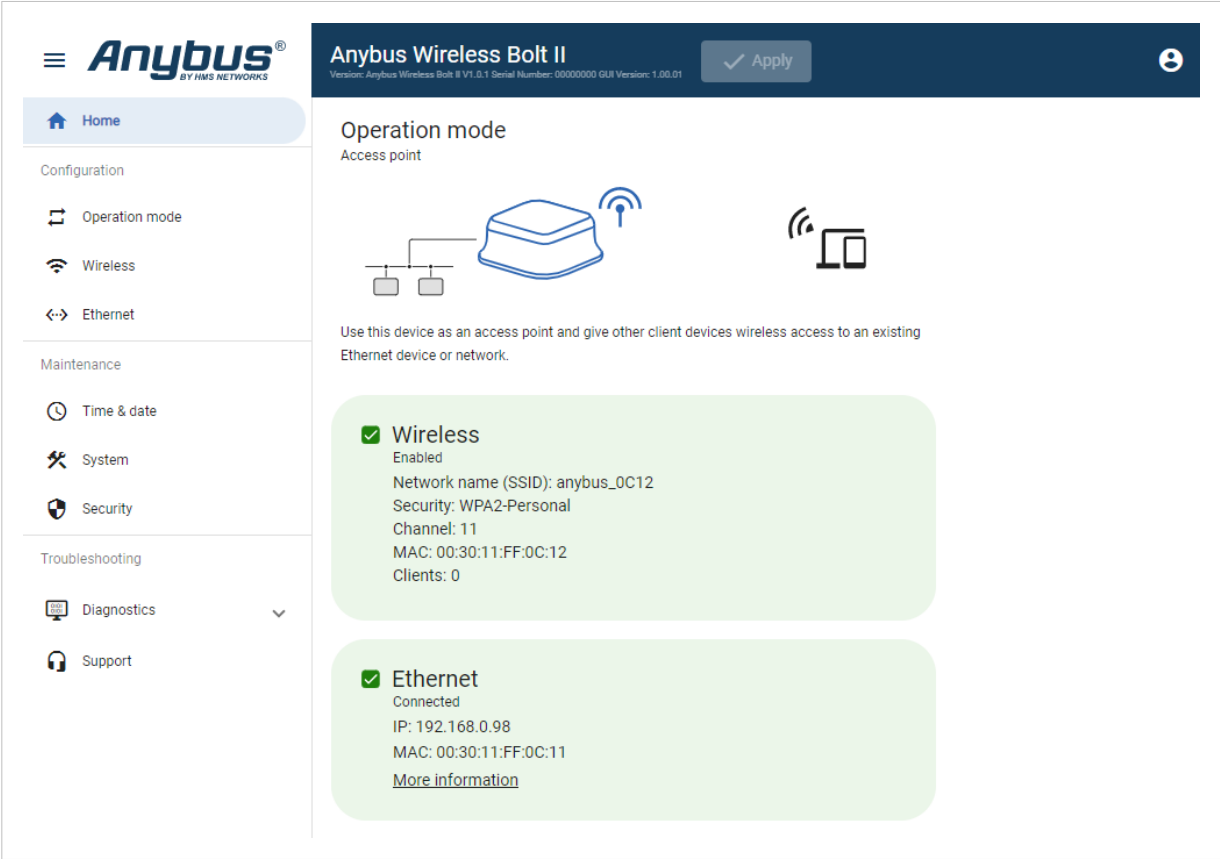 Anybus®
BY HMS NETWORKS
Anybus Wireless Bolt II
Version: Anybus Wireless Bolt II V1.0.1 Serial Number: 00000000 GUI Version: 1.00.01
Apply
Home
Configuration
Operation mode
Wireless
Ethernet
Maintenance
Time & date
System
Security
Troubleshooting
Diagnostics
Support
Operation mode
Access point
Use this device as an access point and give other client devices wireless access to an existing
Ethernet device or network.
Wireless
Enabled
Network name (SSID): anybus_0C12
Security: WPA2-Personal
Channel: 11
MAC: 00:30:11:FF:0C:12
Clients: 0
Ethernet
Connected
IP: 192.168.0.98
MAC: 00:30:11:FF:0C:11
More information